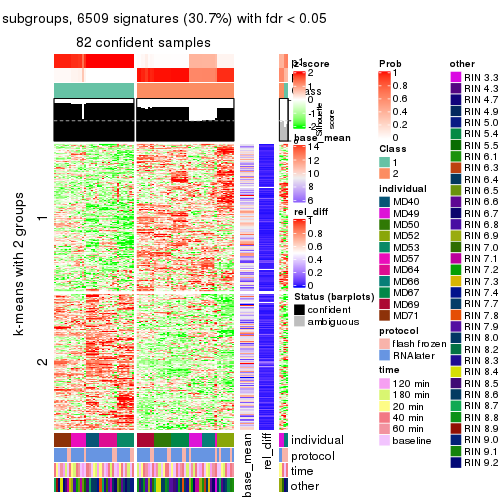 subgroups, 6509 signatures (30.7%) with fdr < 0.05
82 confident samples
k-means with 2 groups
1
2
z-score
2
1
0
-1
-2
Silhouette
score
base_mean
14
12
10
8
6
rel_diff
1
0.8
0.6
0.4
0.2
0
Status (barplots)
confident
ambiguous
Prob
1
0.8
0.6
0.4
0.2
0
Class
1
2
individual
MD40
MD49
MD50
MD52
MD53
MD57
MD64
MD66
MD67
MD69
MD71
protocol
flash frozen
RNAlater
time
120 min
180 min
20 min
40 min
60 min
baseline
other
RIN 3.3
RIN 4.3
RIN 4.7
RIN 4.9
RIN 5.0
RIN 5.4
RIN 5.5
RIN 6.1
RIN 6.3
RIN 6.4
RIN 6.5
RIN 6.6
RIN 6.7
RIN 6.8
RIN 6.9
RIN 7.0
RIN 7.1
RIN 7.2
RIN 7.3
RIN 7.4
RIN 7.7
RIN 7.8
RIN 7.9
RIN 8.0
RIN 8.1
RIN 8.2
RIN 8.3
RIN 8.4
RIN 8.5
RIN 8.6
RIN 8.7
RIN 8.8
RIN 8.9
RIN 9.0
RIN 9.1
RIN 9.2
base_mean
rel_diff
individual
protocol
time
other